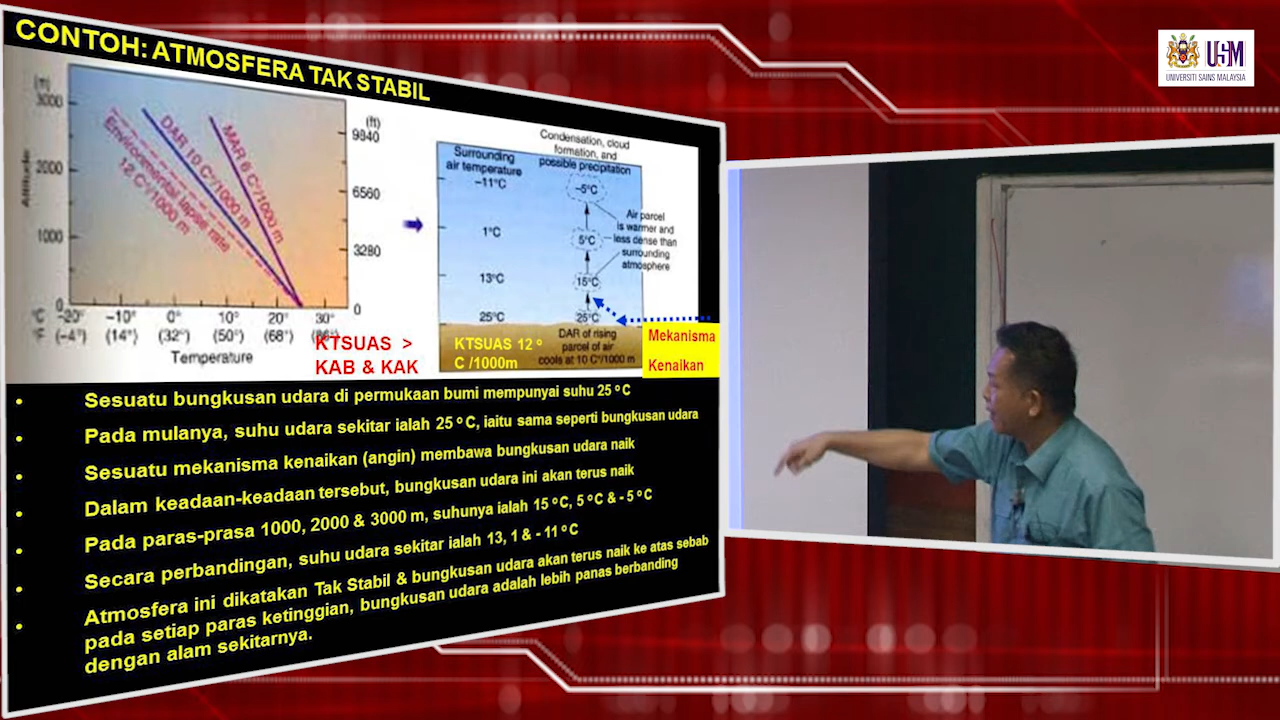 CONTOH: ATMOSFERA TAK STABIL
(m)
3000
2000
1000
0
Altitude
DAR 10 C°/1000 m
MAR 6 C°/1000 m
Environmental lapse rate
12 C°/1000 m
(ft)
9840
6560
3280
0
°C -20° -10° 0° 10° 20° 30°
°F (-4°) (14°) (32°) (50°) (68°) (86°)
Temperature
KTSUAS >
KAB & KAK
Condensation, cloud
formation, and
possible precipitation
Surrounding
air temperature
-11°C
-5°C
1°C
5°C
13°C
15°C
25°C
25°C
Air parcel
is warmer and
less dense than
surrounding
atmosphere
KTSUAS 12 º
C /1000m
DAR of rising
parcel of air
cools at 10 C°/1000 m
Mekanisma
Kenaikan
• Sesuatu bungkusan udara di permukaan bumi mempunyai suhu 25 º C
• Pada mulanya, suhu udara sekitar ialah 25 º C, iaitu sama seperti bungkusan udara
• Sesuatu mekanisma kenaikan (angin) membawa bungkusan udara naik
• Dalam keadaan-keadaan tersebut, bungkusan udara ini akan terus naik
• Pada paras-prasa 1000, 2000 & 3000 m, suhunya ialah 15 º C, 5 º C & - 5 º C
• Secara perbandingan, suhu udara sekitar ialah 13, 1 & - 11 º C
• Atmosfera ini dikatakan Tak Stabil & bungkusan udara akan terus naik ke atas sebab
pada setiap paras ketinggian, bungkusan udara adalah lebih panas berbanding
dengan alam sekitarnya.
USM
UNIVERSITI SAINS MALAYSIA